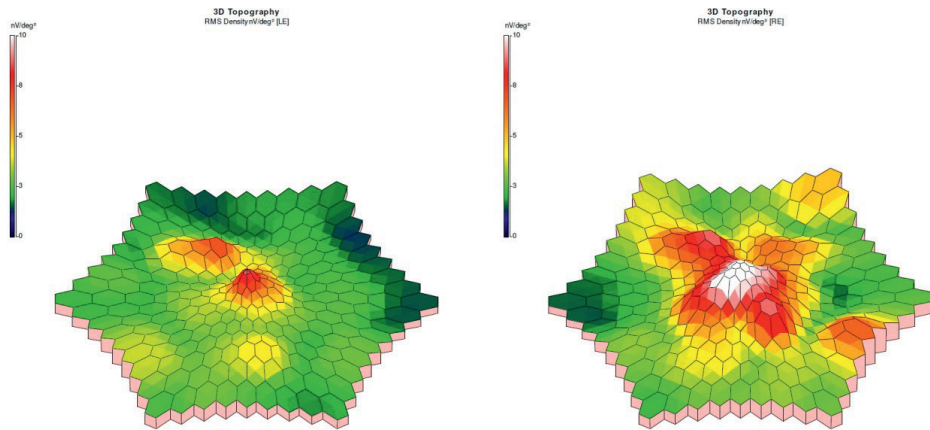 3D Topography
RMS Density nV/deg² [LE]
nV/deg²
10
8
5
3
0
3D Topography
RMS Density nV/deg² [RE]
nV/deg²
10
8
5
3
0